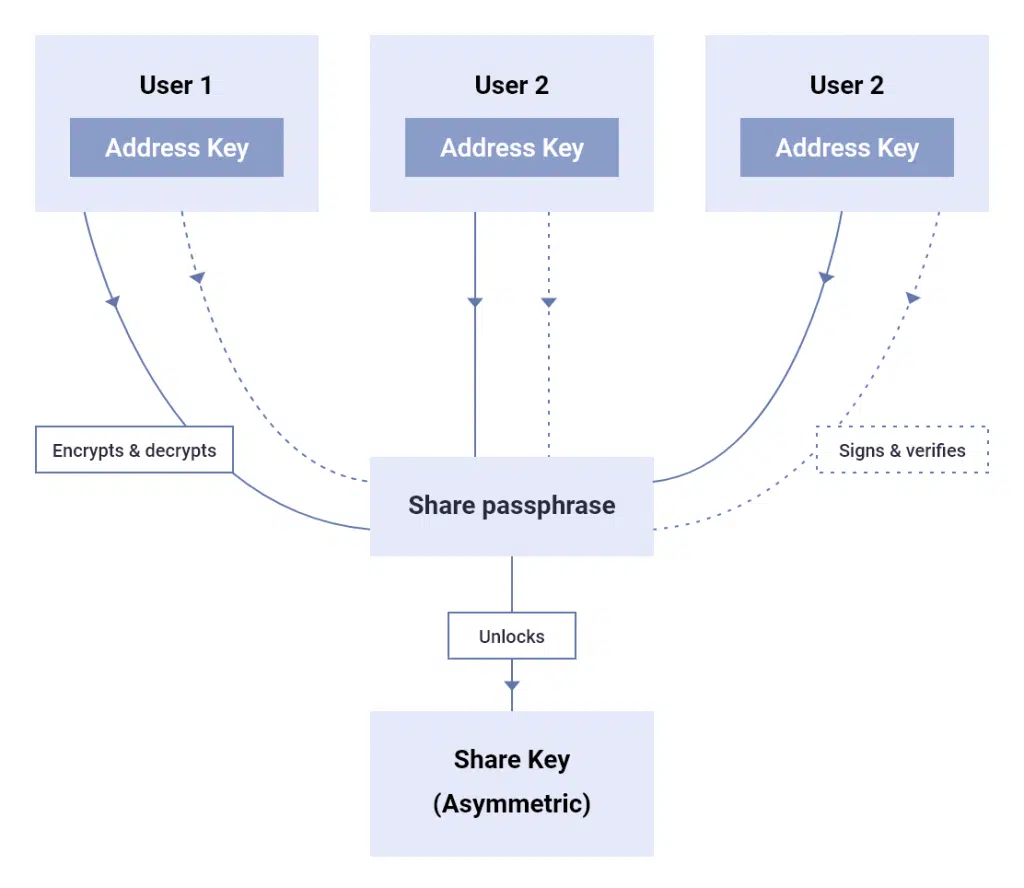 User 1
User 2
User 2
Address Key
Address Key
Address Key
Encrypts & decrypts
Signs & verifies
Share passphrase
Unlocks
Share Key
(Asymmetric)